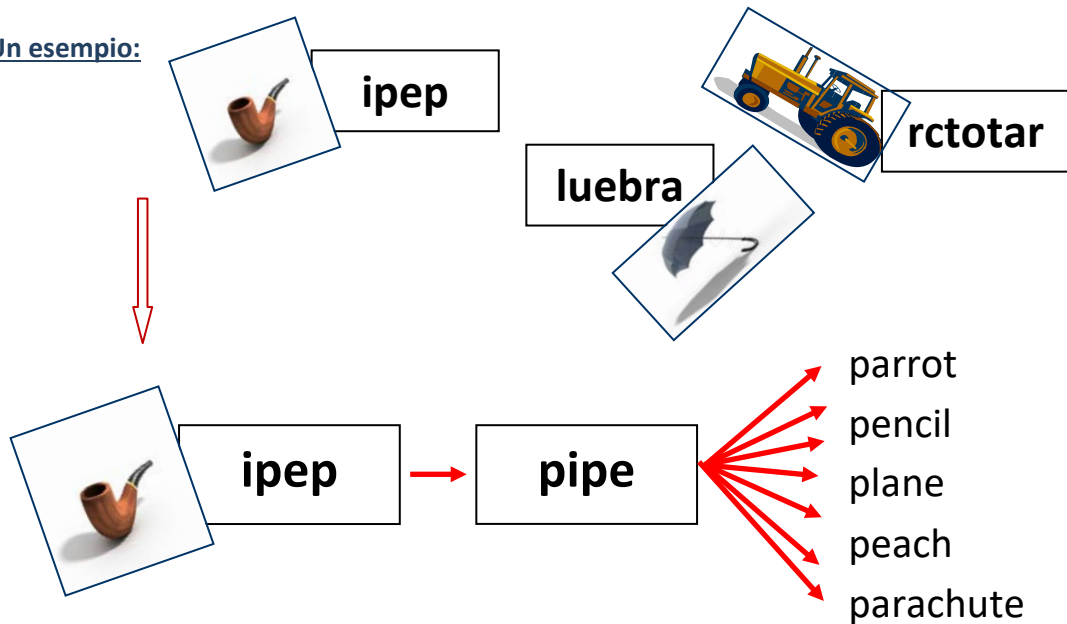 Un esempio:
ipep
rctotar
luebra
ipep
pipe
parrot
pencil
plane
peach
parachute